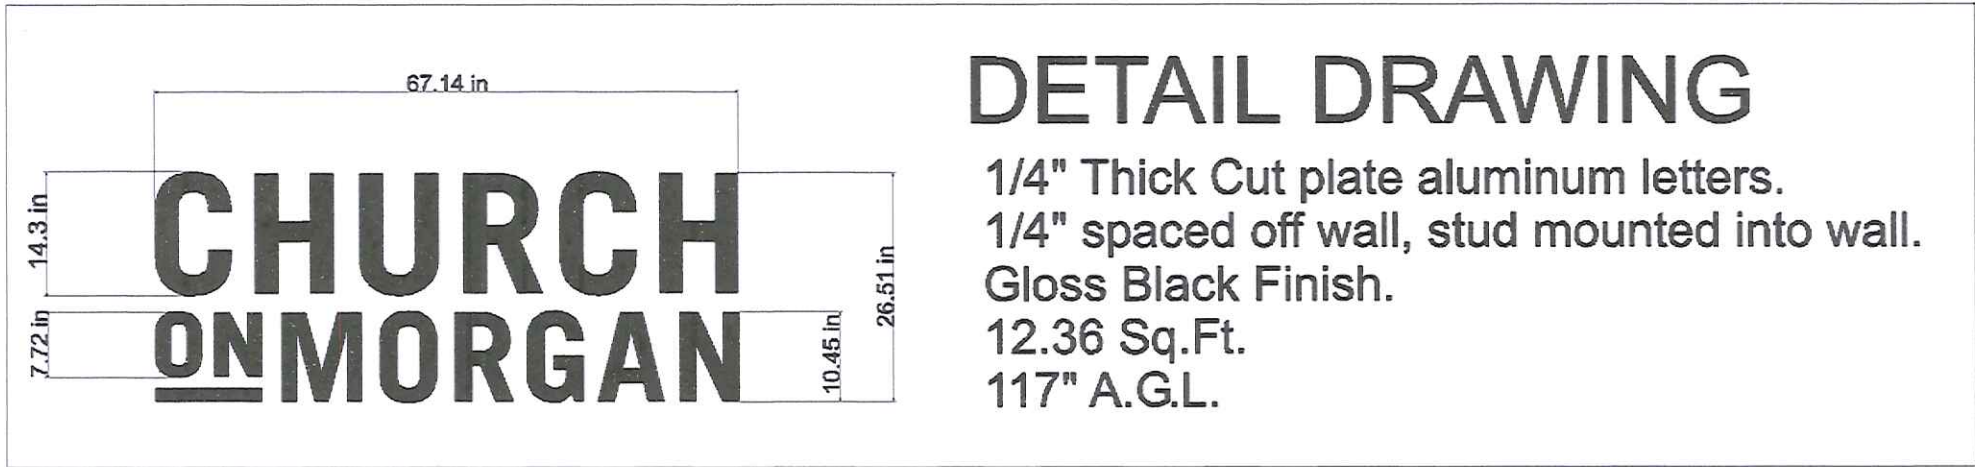 67.14 in
14.3 in
CHURCH
26.51 in
7.72 in
ON MORGAN
10.45 in
DETAIL DRAWING
1/4" Thick Cut plate aluminum letters.
1/4" spaced off wall, stud mounted into wall.
Gloss Black Finish.
12.36 Sq.Ft.
117" A.G.L.